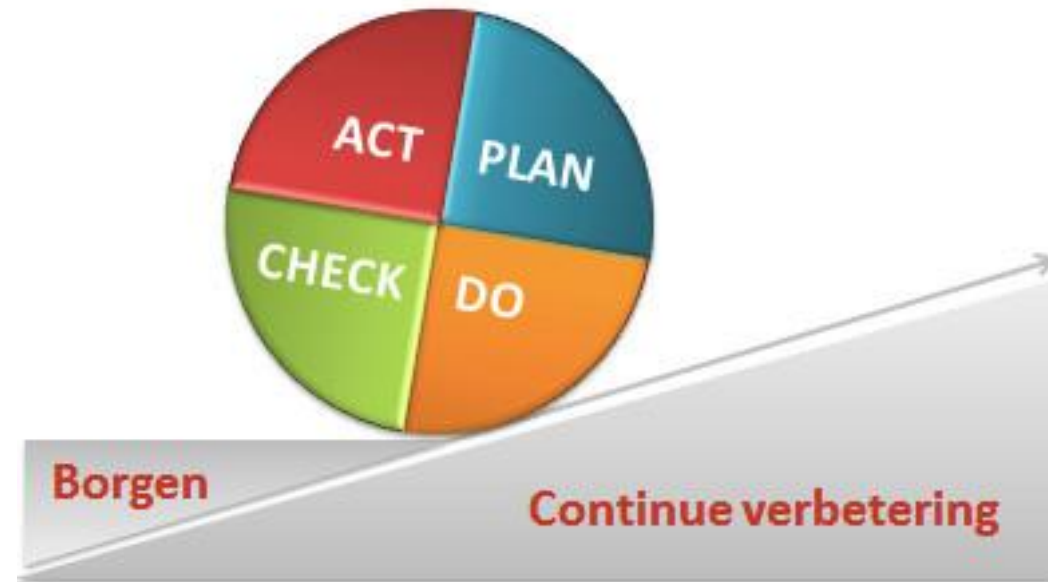 ACT
PLAN
CHECK
DO
Borgen
Continue verbetering